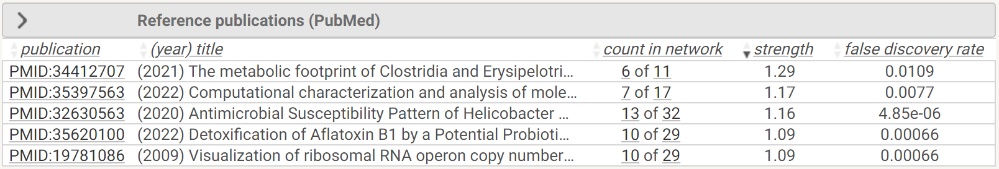 Reference publications (PubMed)
publication (year) title count in network strength false discovery rate
PMID:34412707 (2021) The metabolic footprint of Clostridia and Erysipelotri... 6 of 11 1.29 0.0109
PMID:35397563 (2022) Computational characterization and analysis of mole... 7 of 17 1.17 0.0077
PMID:32630563 (2020) Antimicrobial Susceptibility Pattern of Helicobacter ... 13 of 32 1.16 4.85e-06
PMID:35620100 (2022) Detoxification of Aflatoxin B1 by a Potential Probioti... 10 of 29 1.09 0.00066
PMID:19781086 (2009) Visualization of ribosomal RNA operon copy number... 10 of 29 1.09 0.00066